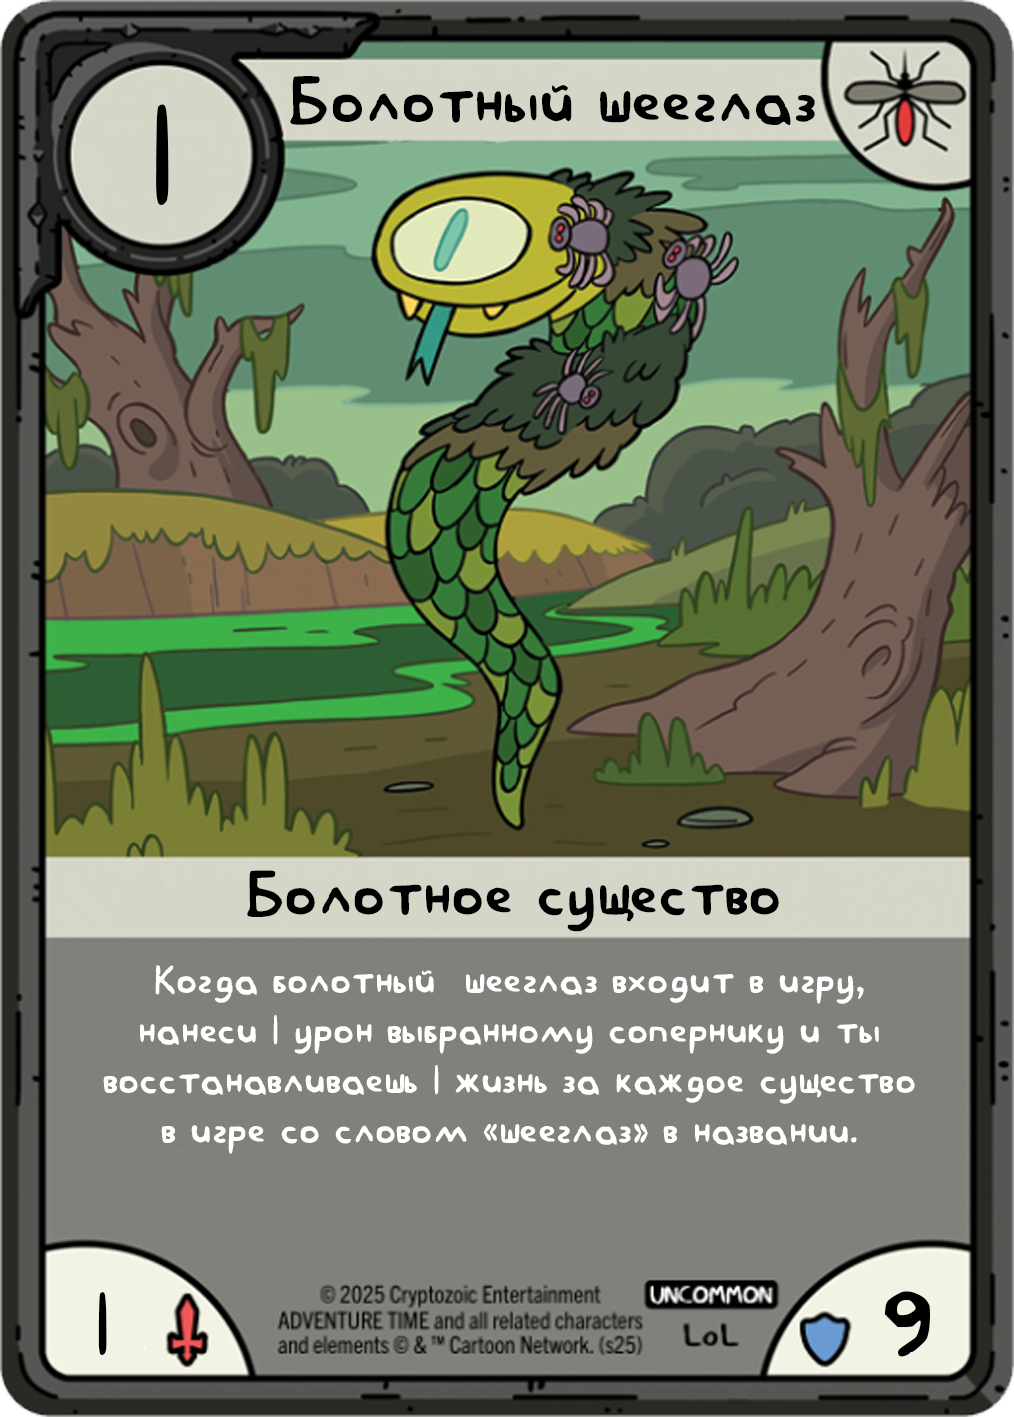 1
Болотный шееглаз
Болотное существо
Когда болотный шееглаз входит в игру,
нанеси 1 урон выбранному сопернику и ты
восстанавливаешь 1 жизнь за каждое существо
в игре со словом «шееглаз» в названии.
1
© 2025 Cryptozoic Entertainment
ADVENTURE TIME and all related characters
and elements © & ™ Cartoon Network. (s25)
UNCOMMON
LoL
9